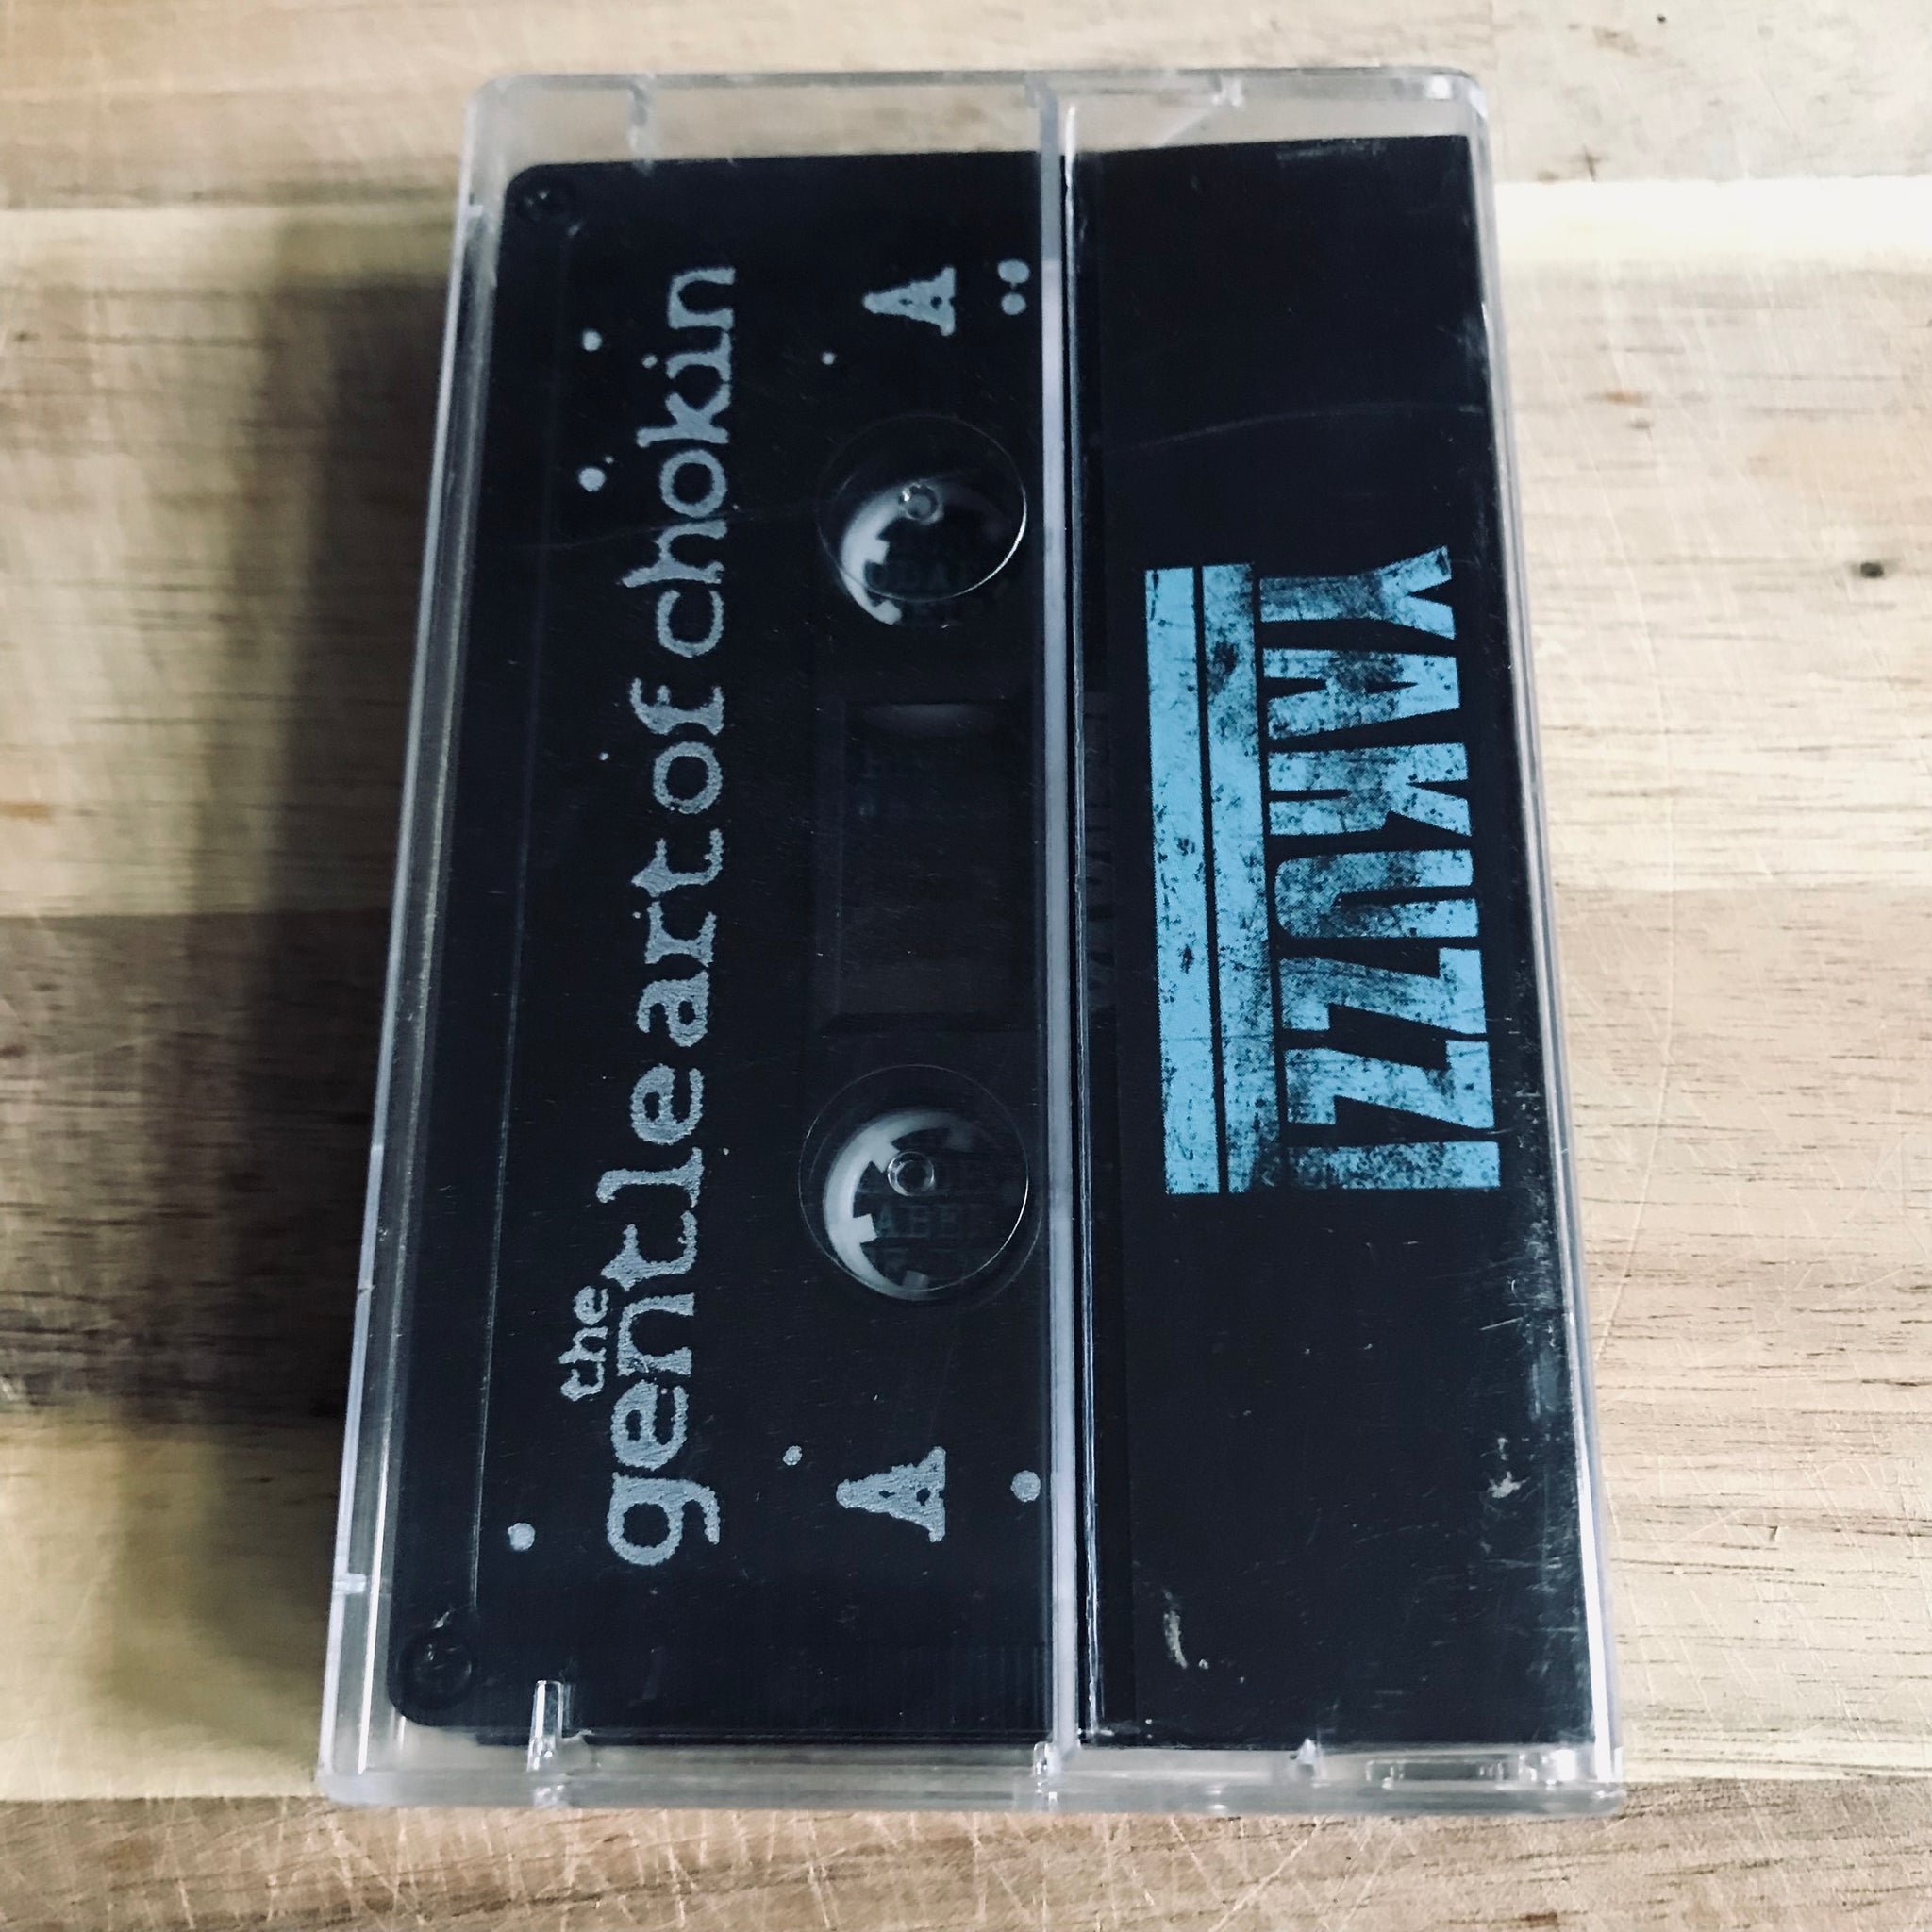 the
gentle art of chokin
A A
YAKUZZI